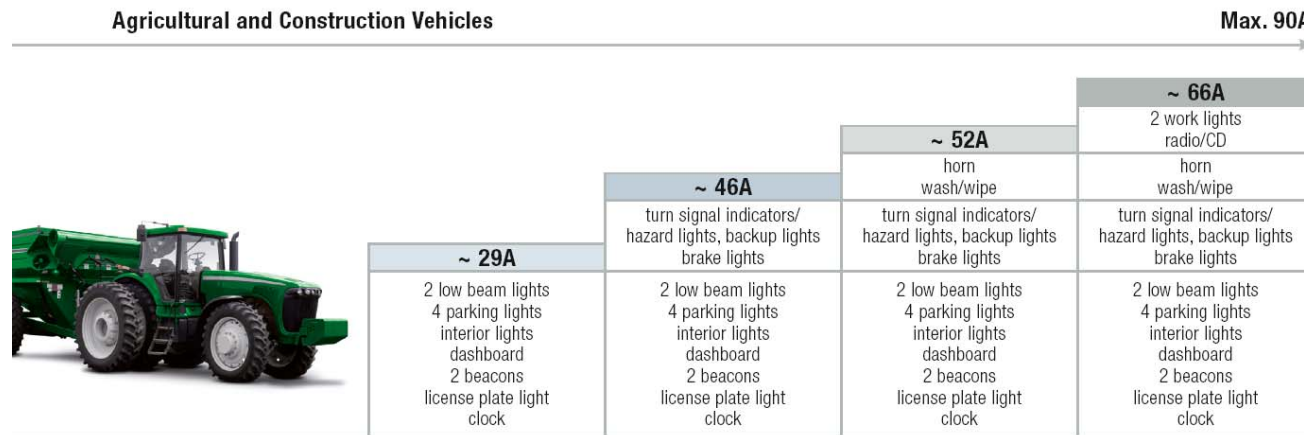 Agricultural and Construction Vehicles
Max. 90A
~ 29A
2 low beam lights
4 parking lights
interior lights
dashboard
2 beacons
license plate light
clock
~ 46A
turn signal indicators/
hazard lights, backup lights
brake lights
2 low beam lights
4 parking lights
interior lights
dashboard
2 beacons
license plate light
clock
~ 52A
horn
wash/wipe
turn signal indicators/
hazard lights, backup lights
brake lights
2 low beam lights
4 parking lights
interior lights
dashboard
2 beacons
license plate light
clock
~ 66A
2 work lights
radio/CD
horn
wash/wipe
turn signal indicators/
hazard lights, backup lights
brake lights
2 low beam lights
4 parking lights
interior lights
dashboard
2 beacons
license plate light
clock